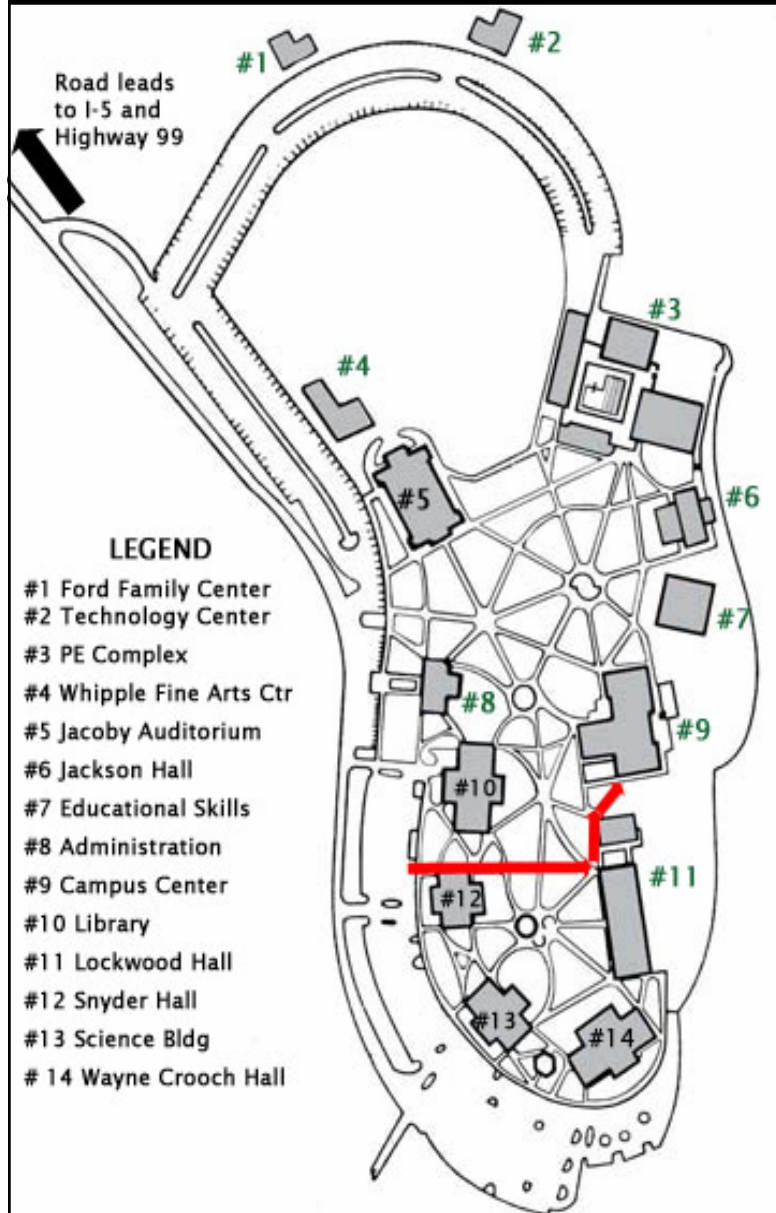 #1
#2
Road leads
to I-5 and
Highway 99
#3
#4
#5
#6
#7
#8
#9
#10
#11
#12
#13
#14
LEGEND
#1 Ford Family Center
#2 Technology Center
#3 PE Complex
#4 Whipple Fine Arts Ctr
#5 Jacoby Auditorium
#6 Jackson Hall
#7 Educational Skills
#8 Administration
#9 Campus Center
#10 Library
#11 Lockwood Hall
#12 Snyder Hall
#13 Science Bldg
# 14 Wayne Crooch Hall